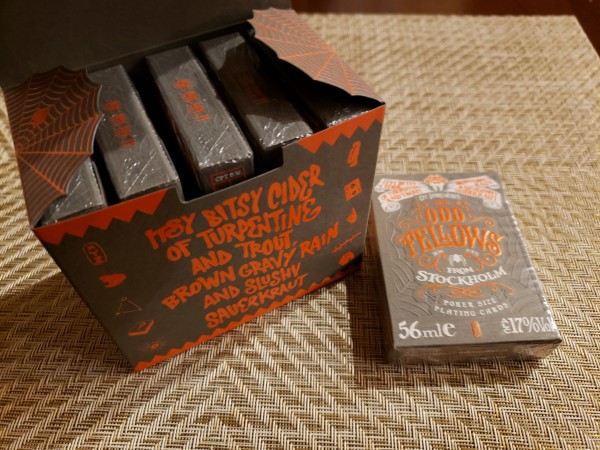 ITSY BITSY CIDER
OF TURPENTINE
AND TROUT
BROWN GRAVY RAIN
AND SLUSHY
SAUERKRAUT
ODD
FELLOWS
FROM
STOCKHOLM
POKER SIZE
PLAYING CARDS
56mle
17%